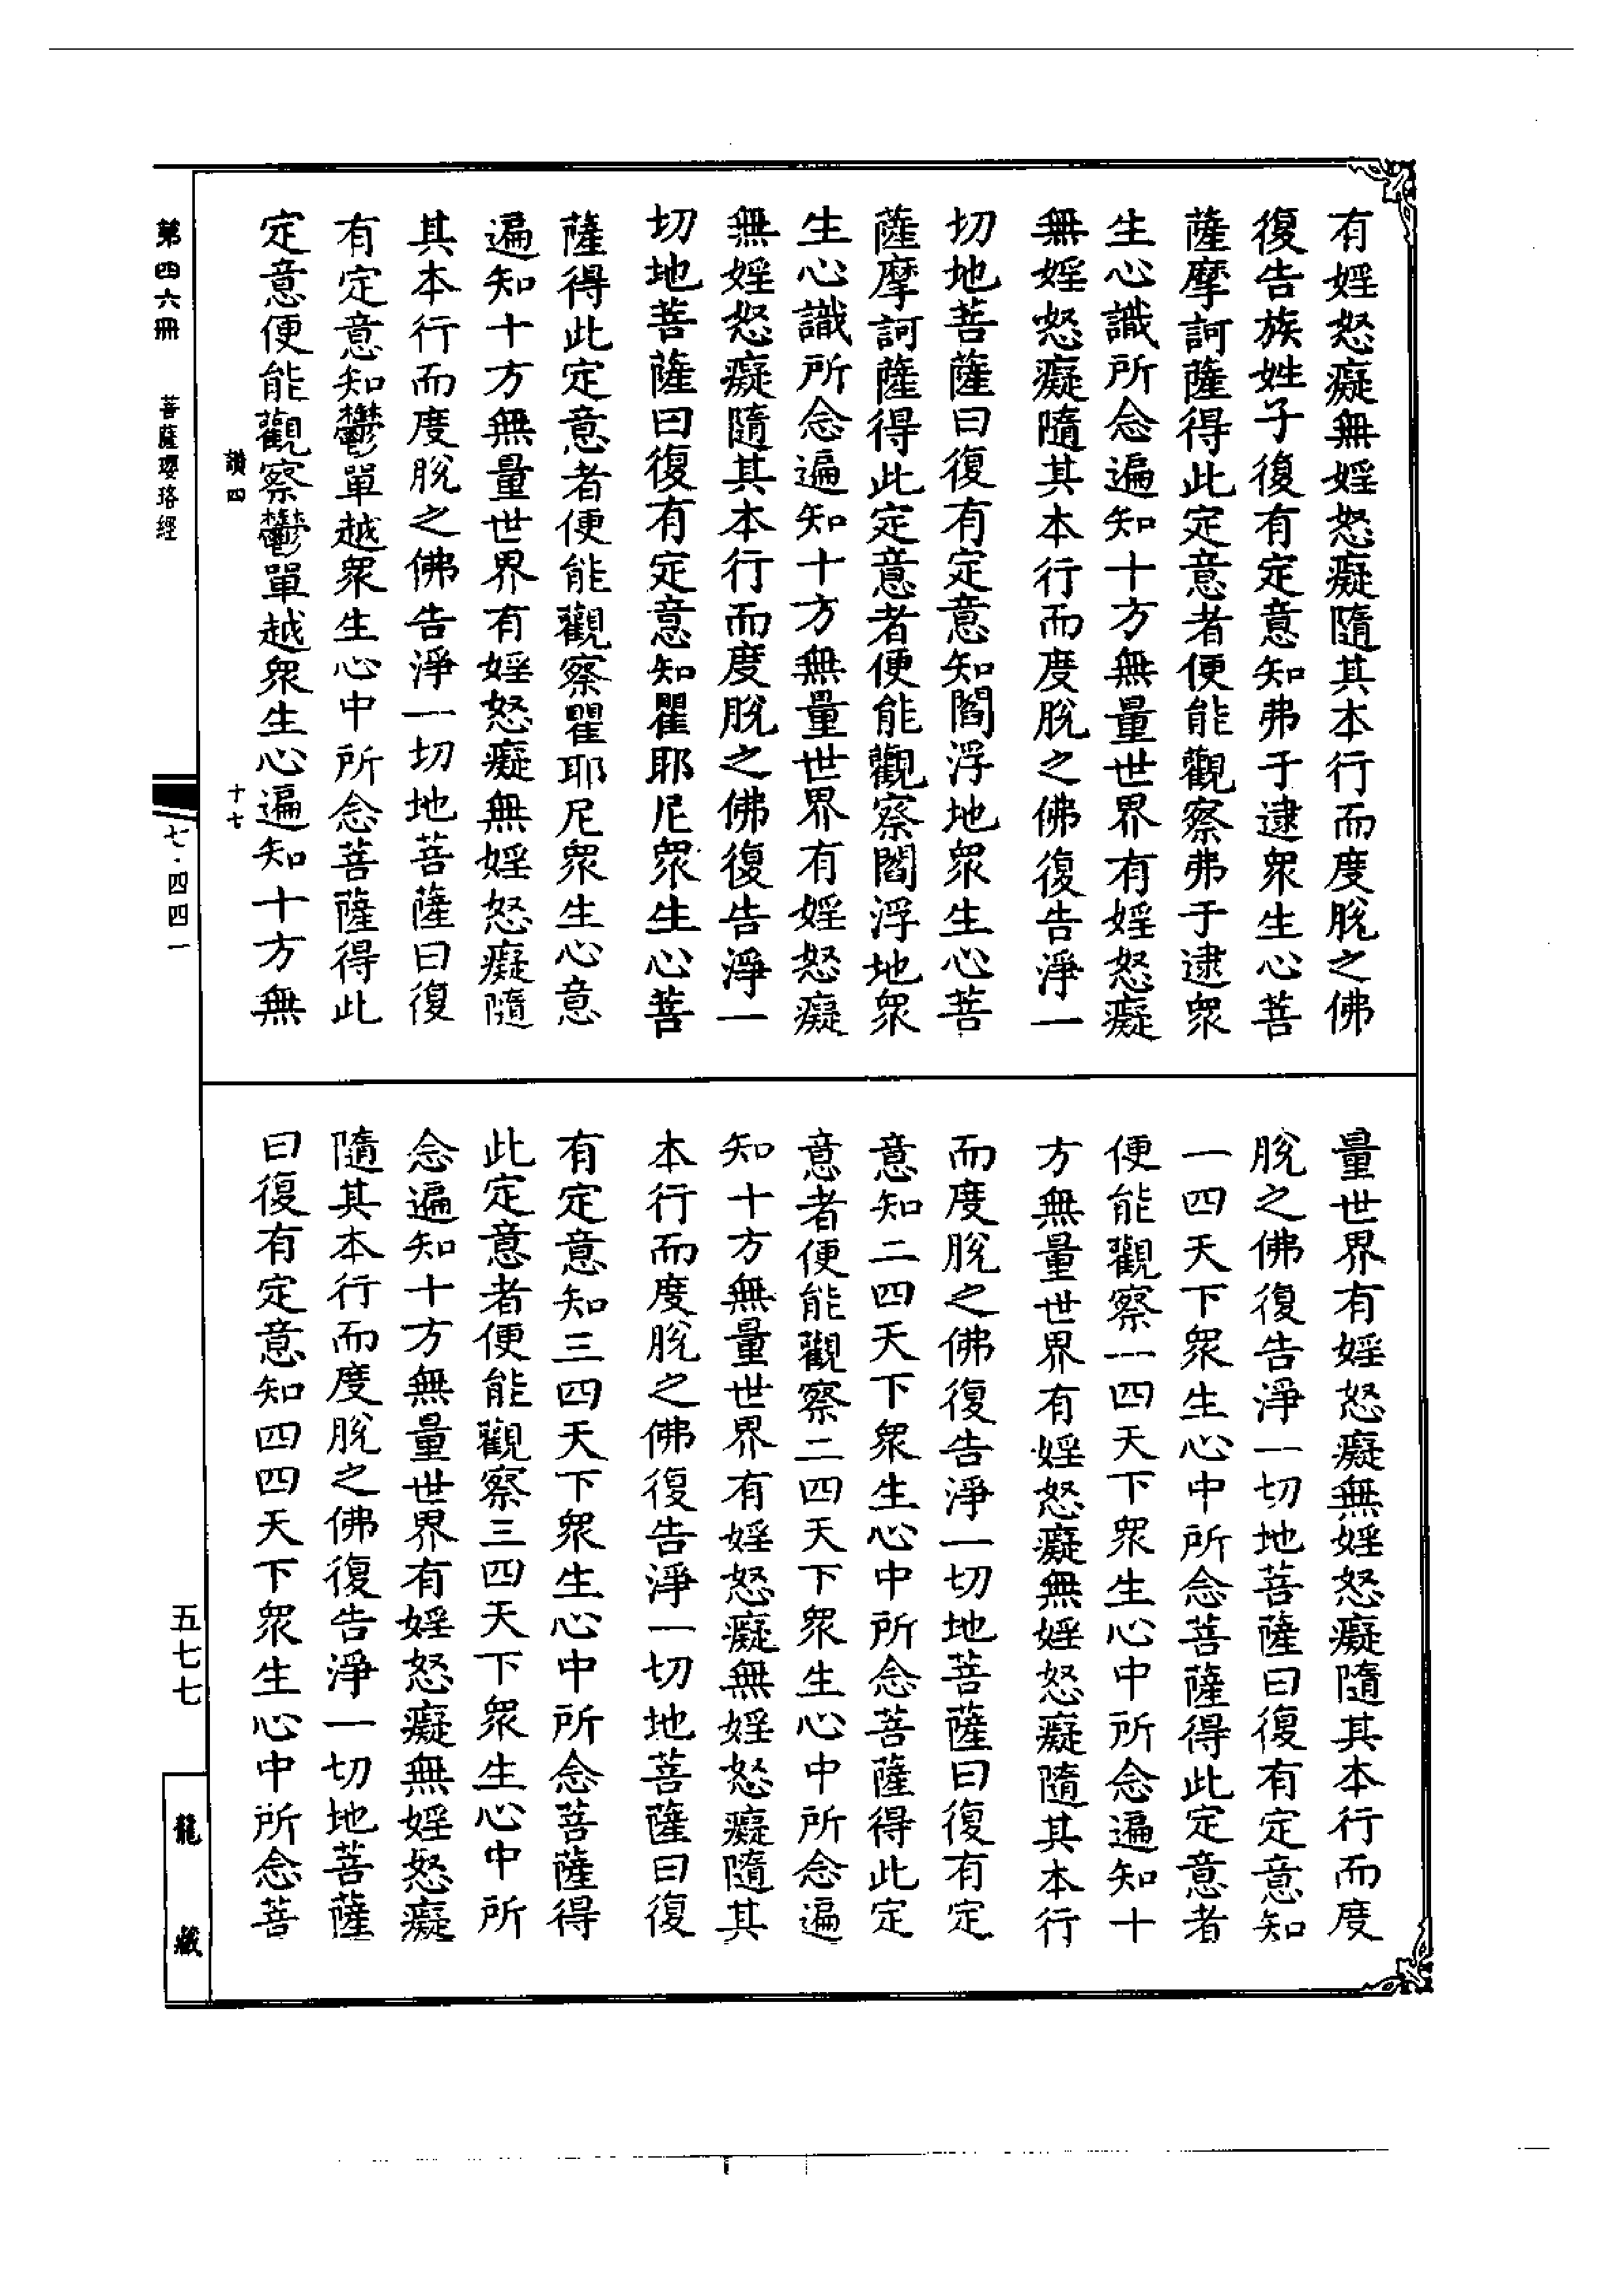 有婬怒癡無婬怒癡隨其本行而度脫之佛
復告族姓子復有定意知弗于逮眾生心菩
薩摩訶薩得此定意者便能觀察弗于逮眾
生心識所念遍知十方無量世界有婬怒癡
無婬怒癡隨其本行而度脫之佛復告淨一
切地菩薩曰復有定意知閻浮地眾生心菩
薩摩訶薩得此定意者便能觀察閻浮地眾
生心識所念遍知十方無量世界有婬怒癡
無婬怒癡隨其本行而度脫之佛復告淨一
切地菩薩曰復有定意知瞿耶尼眾生心菩
薩得此定意者便能觀察瞿耶尼眾生心意
遍知十方無量世界有婬怒癡無婬怒癡隨
其本行而度脫之佛告淨一切地菩薩曰復
有定意知鬱單越眾生心中所念菩薩得此
定意便能觀察鬱單越眾生心遍知十方無
讚四
十七
量世界有婬怒癡無婬怒癡隨其本行而度
脫之佛復告淨一切地菩薩曰復有定意知
一四天下眾生心中所念菩薩得此定意者
便能觀察一四天下眾生心中所念遍知十
方無量世界有婬怒癡無婬怒癡隨其本行
而度脫之佛復告淨一切地菩薩曰復有定
意知二四天下眾生心中所念菩薩得此定
意者便能觀察二四天下眾生心中所念遍
知十方無量世界有婬怒癡無婬怒癡隨其
本行而度脫之佛復告淨一切地菩薩曰復
有定意知三四天下眾生心中所念菩薩得
此定意者便能觀察三四天下眾生心中所
念遍知十方無量世界有婬怒癡無婬怒癡
隨其本行而度脫之佛復告淨一切地菩薩
曰復有定意知四四天下眾生心中所念菩
第四六冊
菩薩瓔珞經
七·四四一
五七七
龍藏